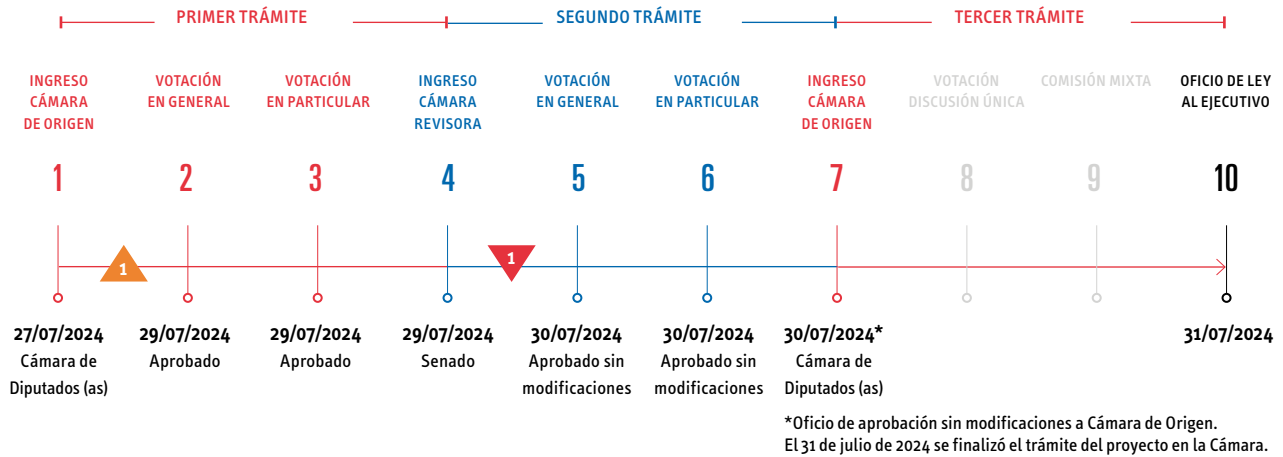 PRIMER TRÁMITE
SEGUNDO TRÁMITE
TERCER TRÁMITE
INGRESO
CÁMARA
DE ORIGEN
VOTACIÓN
EN GENERAL
VOTACIÓN
EN PARTICULAR
INGRESO
CÁMARA
REVISORA
VOTACIÓN
EN GENERAL
VOTACIÓN
EN PARTICULAR
INGRESO
CÁMARA
DE ORIGEN
VOTACIÓN
DISCUSIÓN ÚNICA
COMISIÓN MIXTA
OFICIO DE LEY
AL EJECUTIVO
1
2
3
4
5
6
7
8
9
10
1
1
27/07/2024
Cámara de
Diputados (as)
29/07/2024
Aprobado
29/07/2024
Aprobado
29/07/2024
Senado
30/07/2024
Aprobado sin
modificaciones
30/07/2024
Aprobado sin
modificaciones
30/07/2024*
Cámara de
Diputados (as)
31/07/2024
*Oficio de aprobación sin modificaciones a Cámara de Origen.
El 31 de julio de 2024 se finalizó el trámite del proyecto en la Cámara.